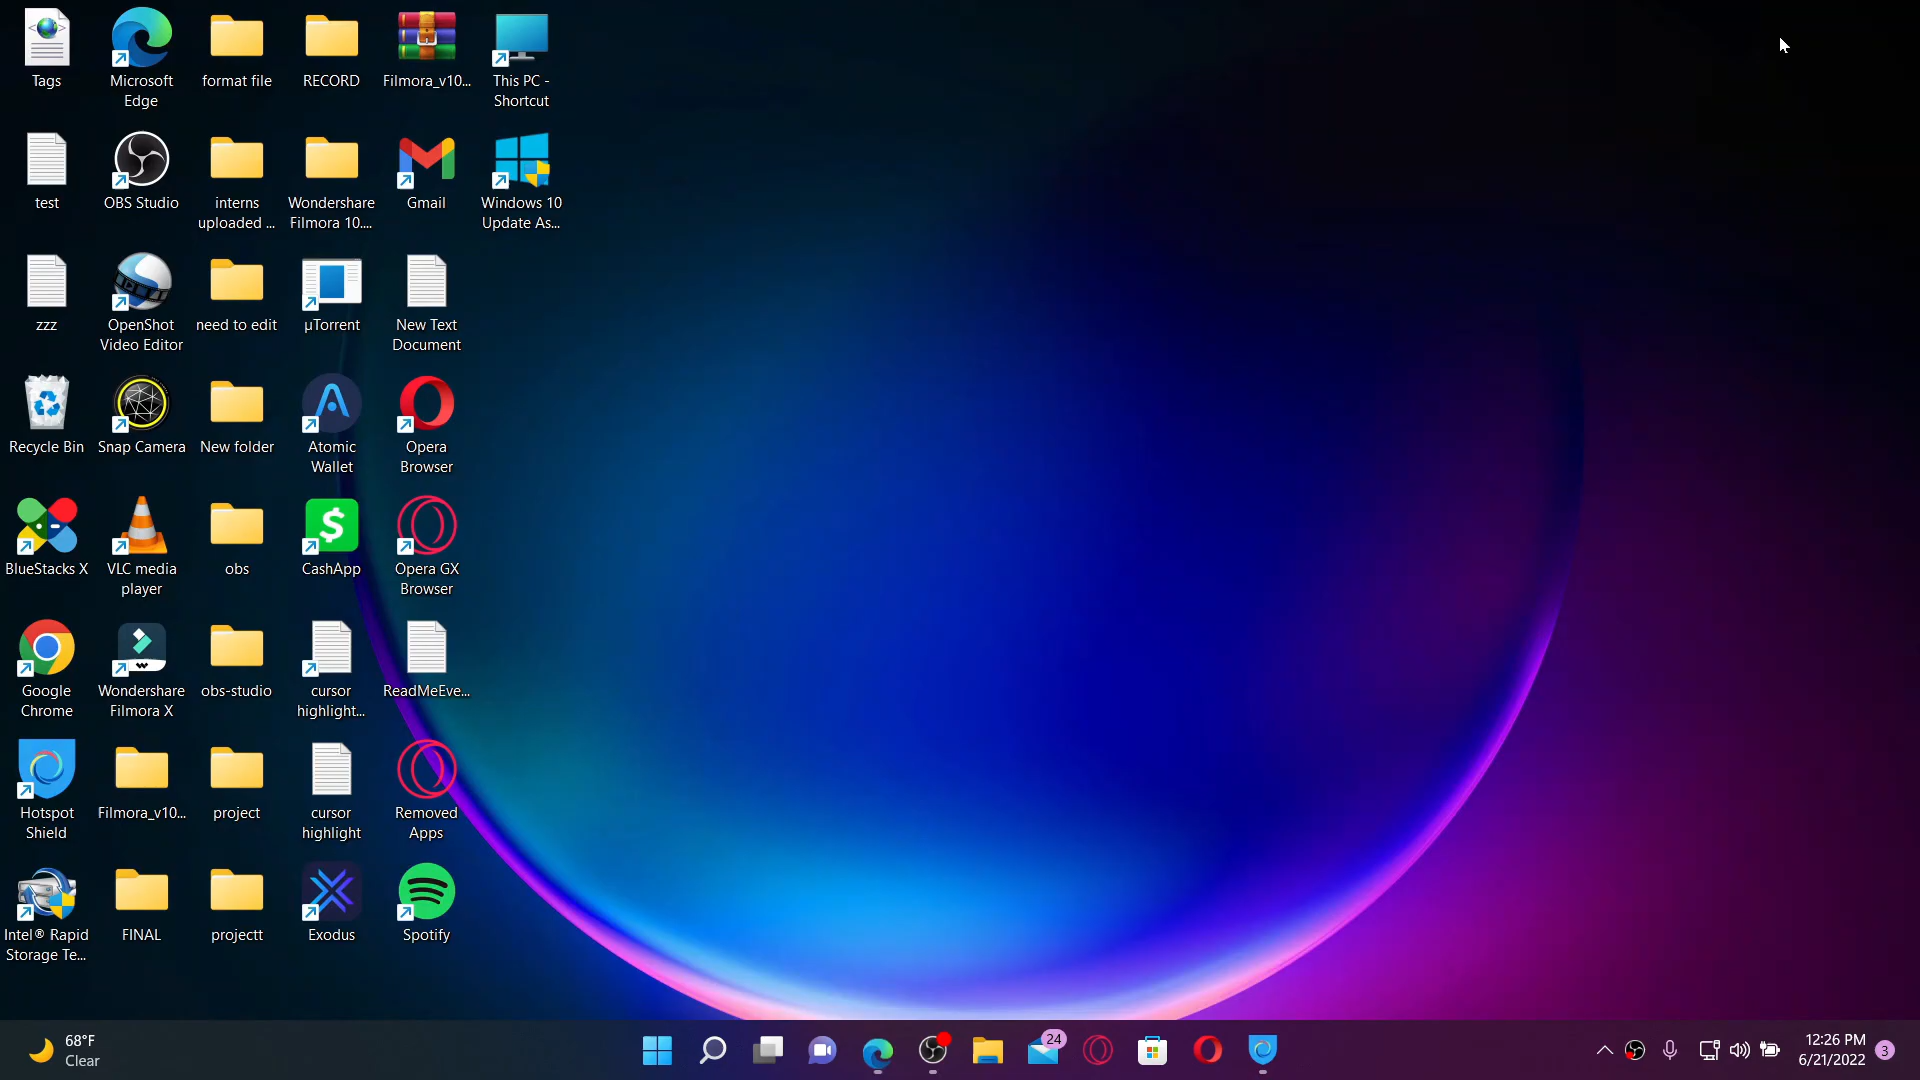 Tags
Microsoft
Edge
format file
RECORD
Filmora_v10...
This PC -
Shortcut
test
OBS Studio
interns
uploaded ...
Wondershare
Filmora 10....
Gmail
Windows 10
Update As...
zzz
OpenShot
Video Editor
need to edit
µTorrent
New Text
Document
Recycle Bin
Snap Camera
New folder
Atomic
Wallet
Opera
Browser
BlueStacks X
VLC media
player
obs
CashApp
Opera GX
Browser
Google
Chrome
Wondershare
Filmora X
obs-studio
cursor
highlight...
ReadMeEve...
Hotspot
Shield
Filmora_v10...
project
cursor
highlight
Removed
Apps
Intel® Rapid
Storage Te...
FINAL
projectt
Exodus
Spotify
68°F
Clear
24
12:26 PM
6/21/2022
3